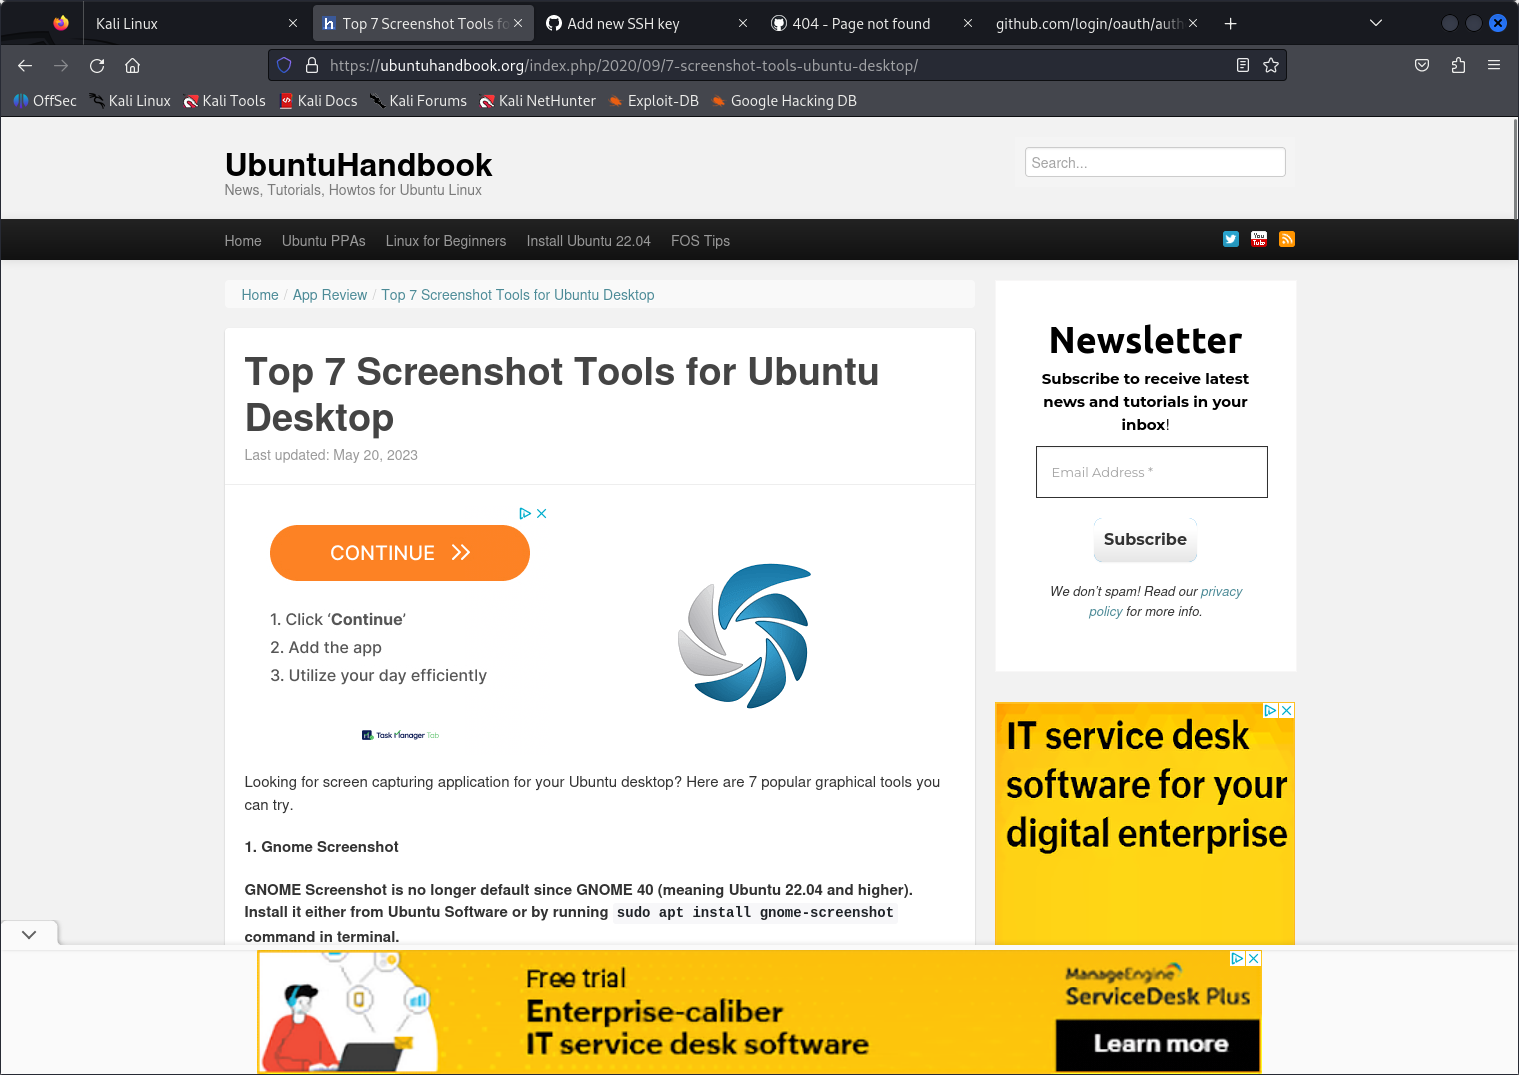 Kali Linux
Top 7 Screenshot Tools fo
Add new SSH key
404 - Page not found
github.com/login/oauth/auth
https://ubuntuhandbook.org/index.php/2020/09/7-screenshot-tools-ubuntu-desktop/
OffSec
Kali Linux
Kali Tools
Kali Docs
Kali Forums
Kali NetHunter
Exploit-DB
Google Hacking DB
UbuntuHandbook
News, Tutorials, Howtos for Ubuntu Linux
Search...
Home
Ubuntu PPAs
Linux for Beginners
Install Ubuntu 22.04
FOS Tips
You
Tube
Home / App Review / Top 7 Screenshot Tools for Ubuntu Desktop
Top 7 Screenshot Tools for Ubuntu
Desktop
Last updated: May 20, 2023
CONTINUE
1. Click ‘Continue’
2. Add the app
3. Utilize your day efficiently
Task Manager Tab
Looking for screen capturing application for your Ubuntu desktop? Here are 7 popular graphical tools you
can try.
1. Gnome Screenshot
GNOME Screenshot is no longer default since GNOME 40 (meaning Ubuntu 22.04 and higher).
Install it either from Ubuntu Software or by running sudo apt install gnome-screenshot
command in terminal.
Newsletter
Subscribe to receive latest
news and tutorials in your
inbox!
Email Address *
Subscribe
We don’t spam! Read our privacy
policy for more info.
IT service desk
software for your
digital enterprise
Free trial
Enterprise-caliber
IT service desk software
ManageEngine
ServiceDesk Plus
Learn more